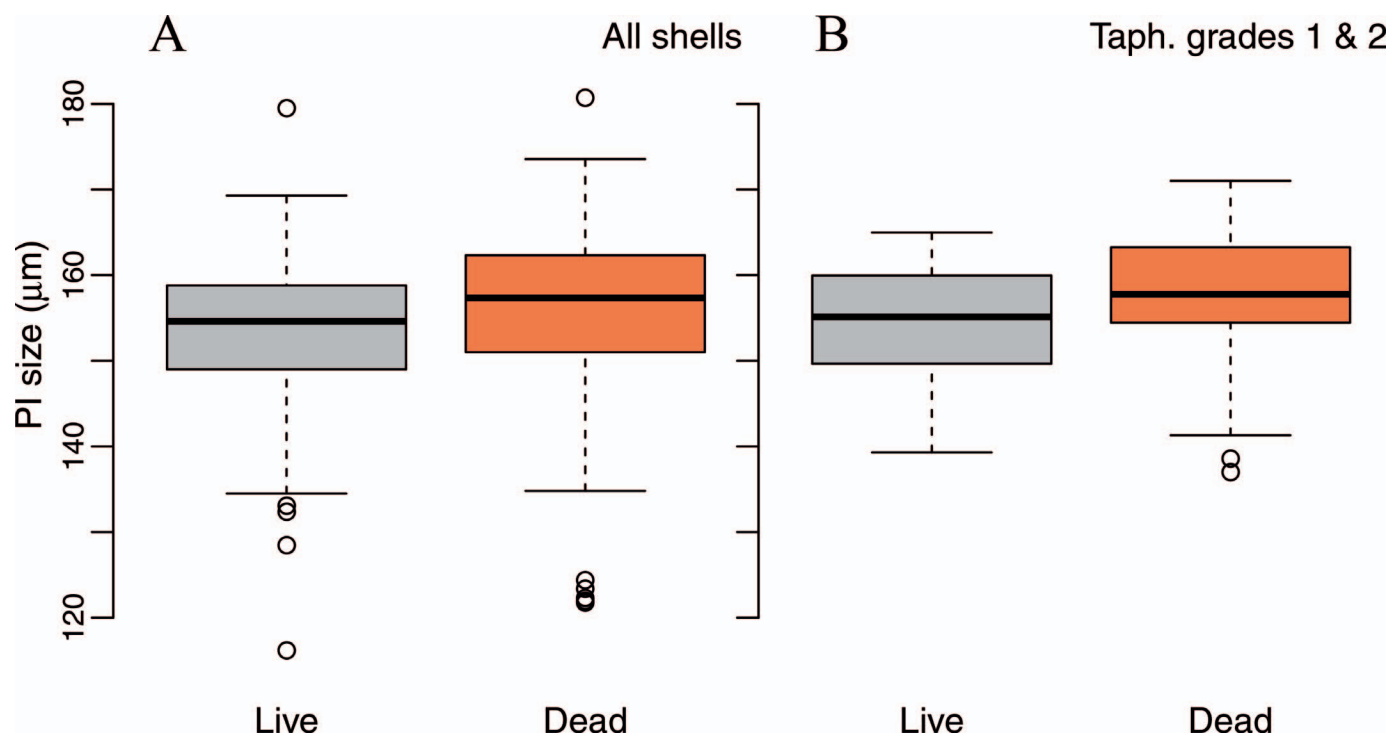 A All shells B Taph. grades 1 & 2
PI size (μm)
180
160
140
120
Live Dead Live Dead